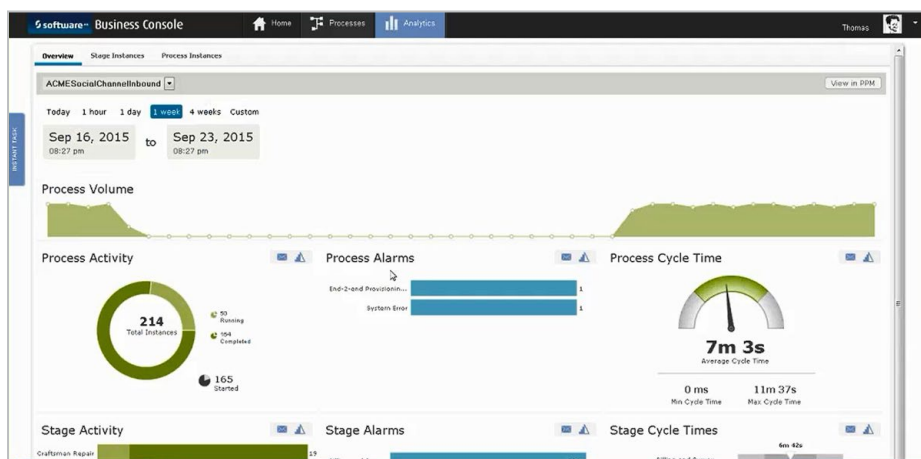 software AG Business Console
Home
Processes
Analytics
Thomas
Overview
Stage Instances
Process Instances
ACMESocialChannelInbound
View in PPM
INSTANT TASK
Today 1 hour 1 day 1 week 4 weeks Custom
Sep 16, 2015
08:27 pm
to
Sep 23, 2015
08:27 pm
Process Volume
Process Activity
214
Total Instances
Running
164
Completed
165
Started
Process Alarms
End-2-end Provizionin...
1
System Error
1
Process Cycle Time
7m 3s
Average Cycle Time
0 ms
Min Cycle Time
11m 37s
Max Cycle Time
Stage Activity
Craftsman Repair
19
Stage Alarms
Stage Cycle Times
6m 42s